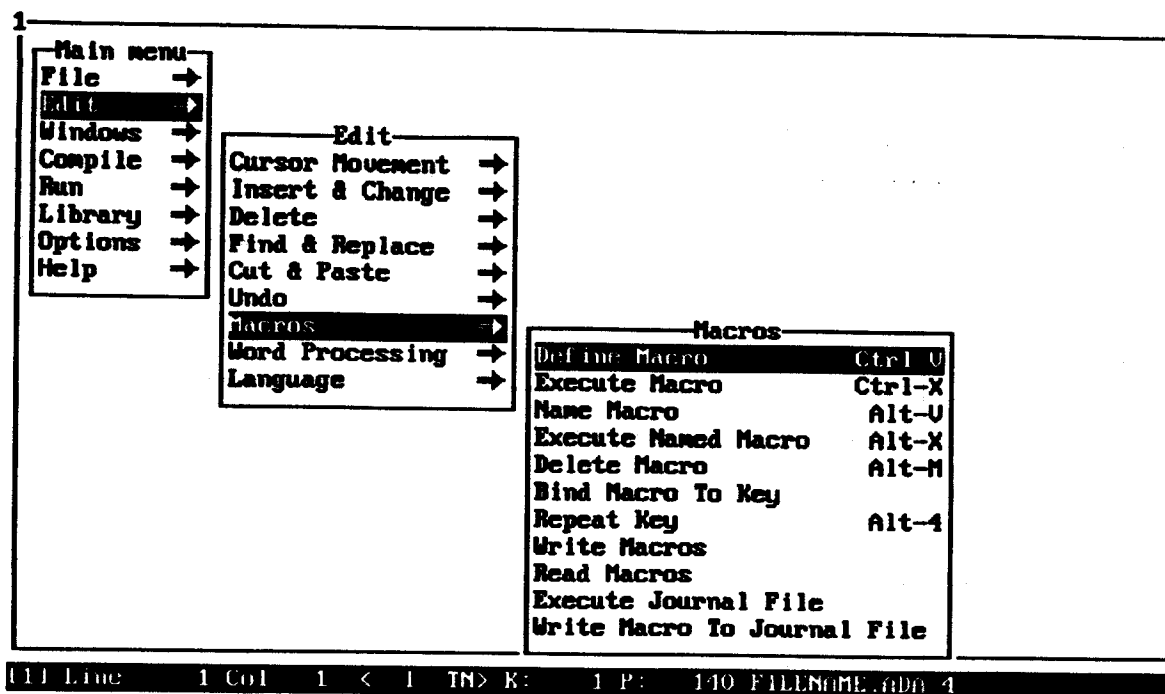 1
Main menu
File
Edit
Windows
Compile
Run
Library
Options
Help
Edit
Cursor Movement
Insert & Change
Delete
Find & Replace
Cut & Paste
Undo
Macros
Word Processing
Language
Macros
Define Macro Ctrl V
Execute Macro Ctrl-X
Name Macro Alt-V
Execute Named Macro Alt-X
Delete Macro Alt-M
Bind Macro To Key
Repeat Key Alt-4
Write Macros
Read Macros
Execute Journal File
Write Macro To Journal File
[1] Line 1 Col 1 < I TN> K: 1 P: 140 FILENAME.ADA 4